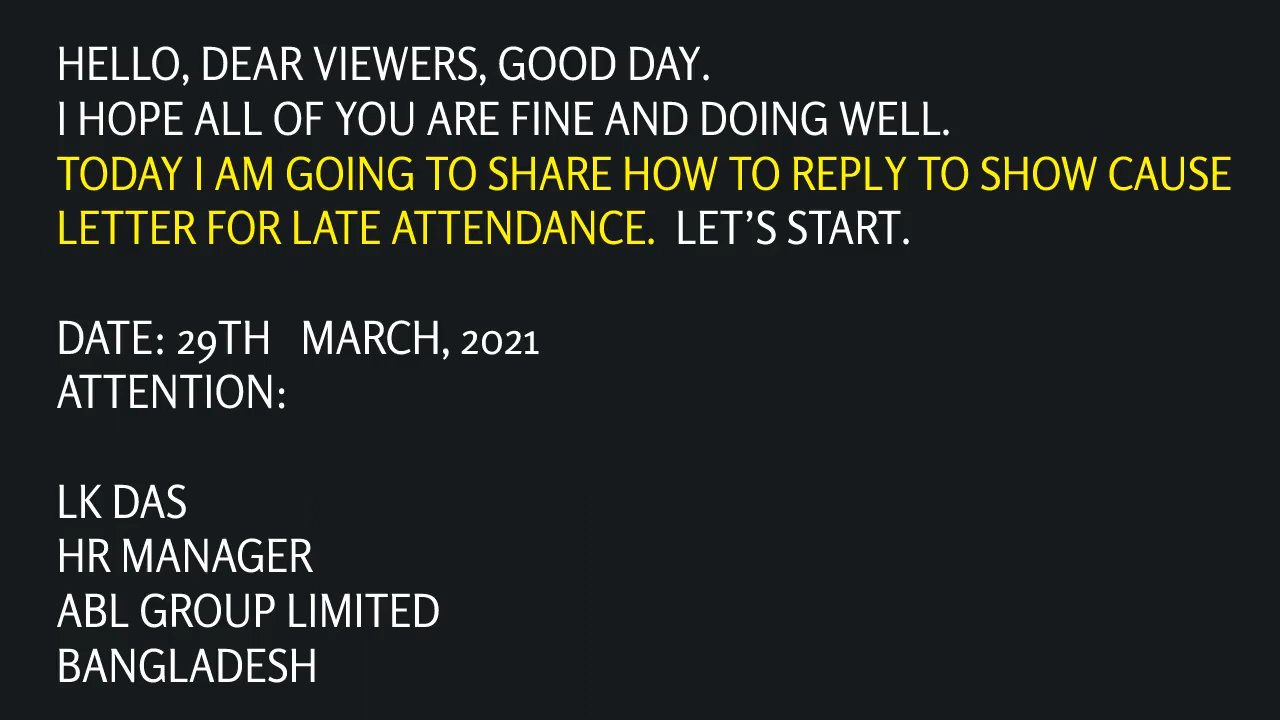 HELLO, DEAR VIEWERS, GOOD DAY.
I HOPE ALL OF YOU ARE FINE AND DOING WELL.
TODAY I AM GOING TO SHARE HOW TO REPLY TO SHOW CAUSE
LETTER FOR LATE ATTENDANCE. LET’S START.
DATE: 29TH MARCH, 2021
ATTENTION:
LK DAS
HR MANAGER
ABL GROUP LIMITED
BANGLADESH